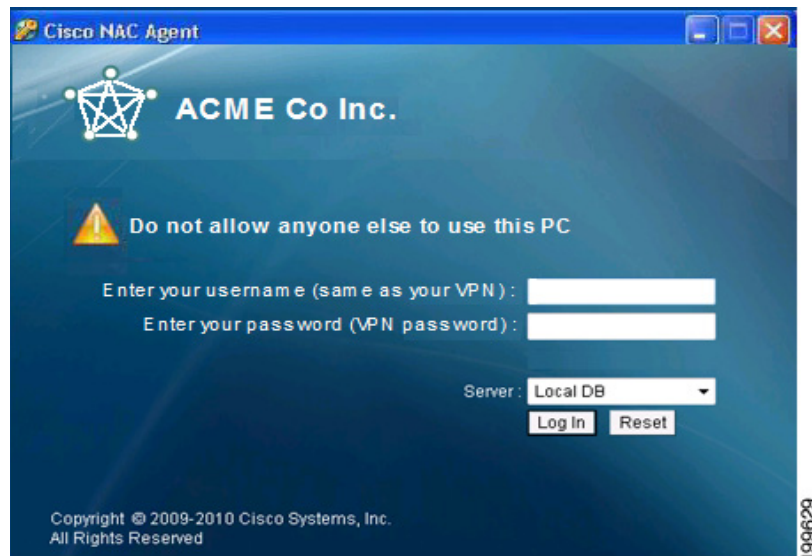 Cisco NAC Agent
ACME Co Inc.
Do not allow anyone else to use this PC
Enter your username (same as your VPN) :
Enter your password (VPN password) :
Server : Local DB
Log In Reset
Copyright © 2009-2010 Cisco Systems, Inc.
All Rights Reserved